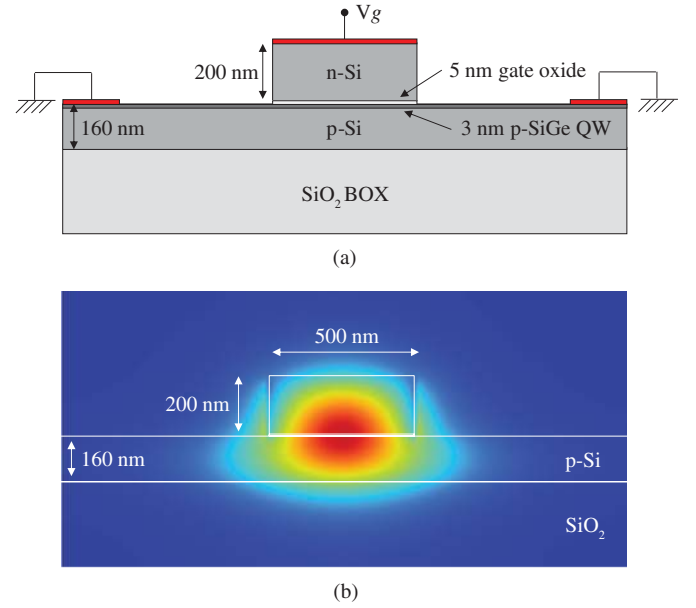 Vg
200 nm
n-Si
5 nm gate oxide
160 nm
p-Si
3 nm p-SiGe QW
SiO₂ BOX
(a)
500 nm
200 nm
160 nm
p-Si
SiO₂
(b)